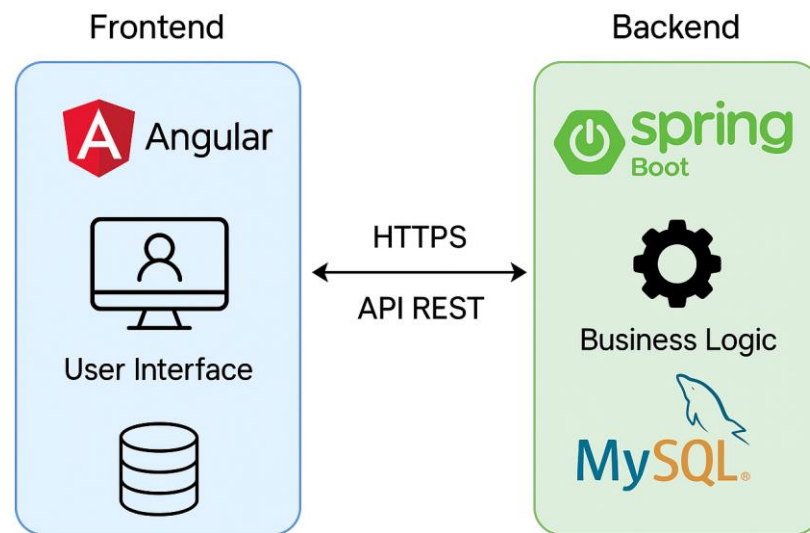 Frontend
Angular
User Interface
HTTPS
API REST
Backend
spring
Boot
Business Logic
MySQL®